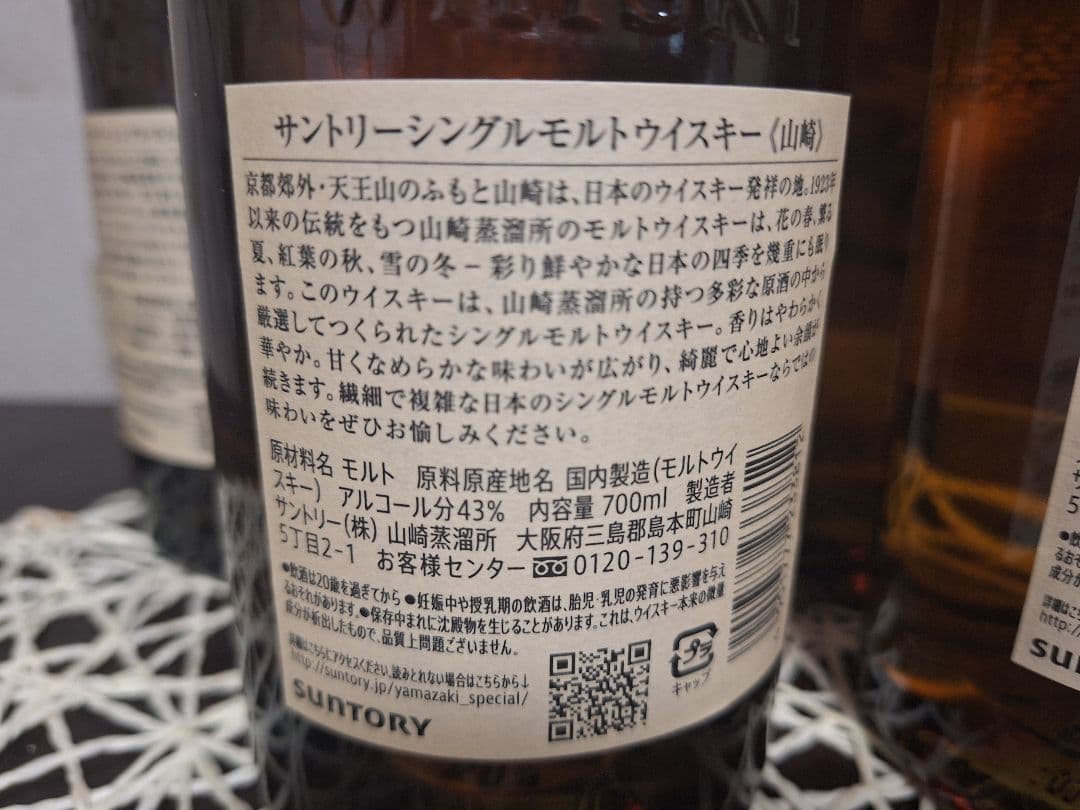 サントリーシングルモルトウイスキー《山崎》
京都郊外・天王山のふもと山崎は、日本のウイスキー発祥の地。1923年
以来の伝統をもつ山崎蒸溜所のモルトウイスキーは、花の春、繁る
夏、紅葉の秋、雪の冬－彩り鮮やかな日本の四季を幾重にも眠り
ます。このウイスキーは、山崎蒸溜所の持つ多彩な原酒の中から
厳選してつくられたシングルモルトウイスキー。香りはやわらかく
華やか。甘くなめらかな味わいが広がり、綺麗で心地よい余韻が
続きます。繊細で複雑な日本のシングルモルトウイスキーならではの
味わいをぜひお愉しみください。
原材料名 モルト 原料原産地名 国内製造(モルトウイ
スキー) アルコール分43% 内容量 700ml 製造者
サントリー(株) 山崎蒸溜所 大阪府三島郡島本町山崎
5丁目2-1 お客様センター 0120-139-310
●飲酒は20歳を過ぎてから ●妊娠中や授乳期の飲酒は、胎児・乳児の発育に悪影響を与え
るおそれがあります。●保存中まれに沈殿物を生じることがあります。これは、ウイスキー本来の微量
成分が析出したもので、品質上問題ございません。
詳細はこちらにアクセスください。読みとれない場合はこちらから↓
http://suntory.jp/yamazaki_special/
SUNTORY
プラ
キャップ